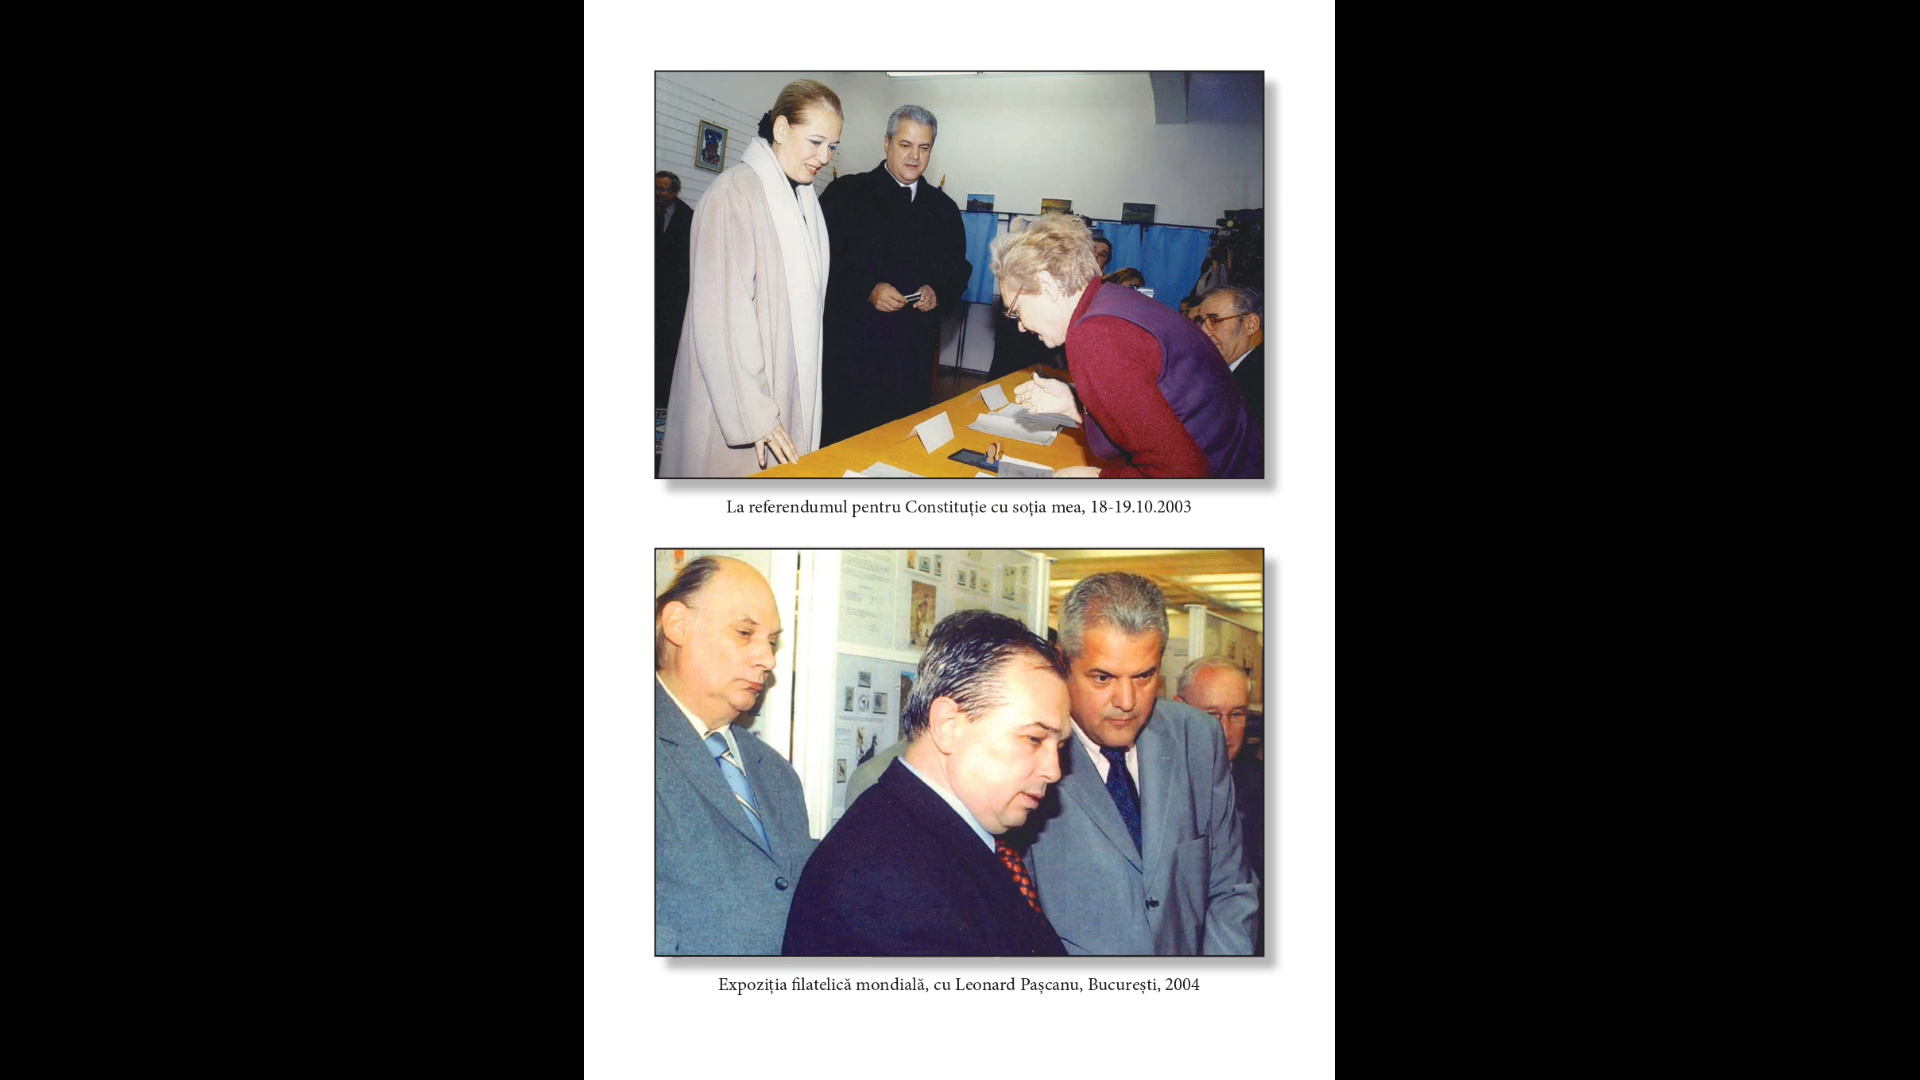 La referendumul pentru Constituție cu soția mea, 18-19.10.2003
Expoziția filatelică mondială, cu Leonard Pașcanu, București, 2004